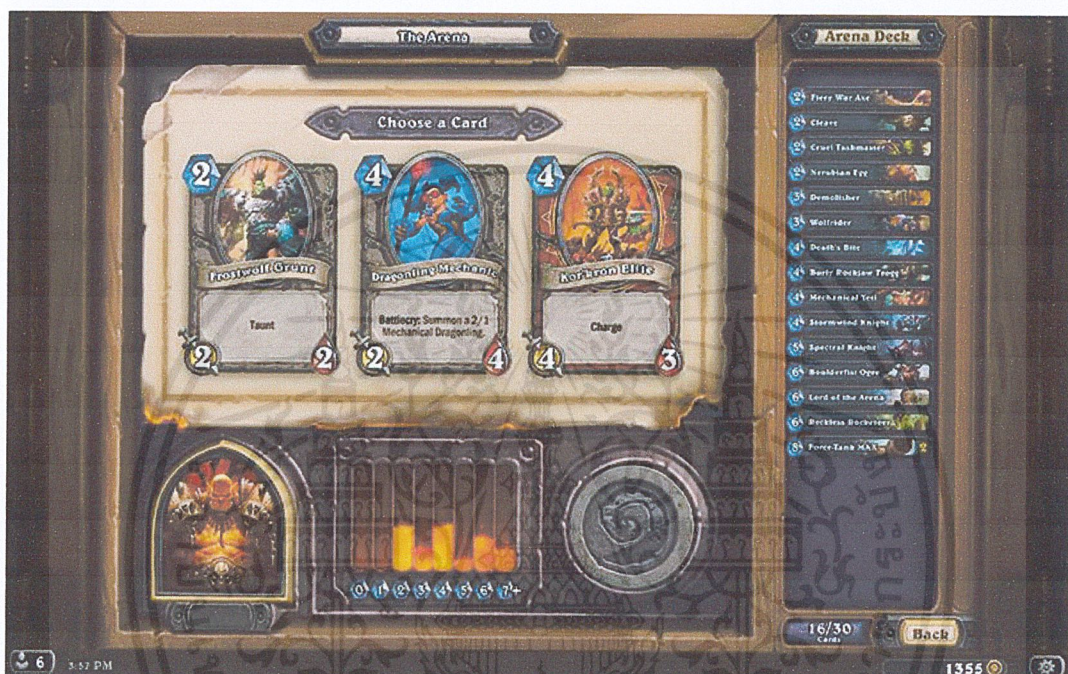 The Arena
Choose a Card
2
Frostwolf Grunt
Taunt
2
2
4
Dragonling Mechanic
Battlecry: Summon a 2/1
Mechanical Dragonling.
2
4
4
Kor'kron Elite
Charge
4
3
0 1 2 3 4 5 6 7+
Arena Deck
2 Fiery War Axe
2 Cleave
2 Cruel Taskmaster
2 Nerubian Egg
3 Demolisher
3 Wolfrider
4 Death's Bite
4 Burly Rockjaw Trogg
4 Mechanical Yeti
4 Stormwind Knight
5 Spectral Knight
6 Boulderfist Ogre
6 Lord of the Arena
6 Reckless Rocketeer
8 Force-Tank MAX 2
16/30
Cards
Back
6
3:57 PM
1355